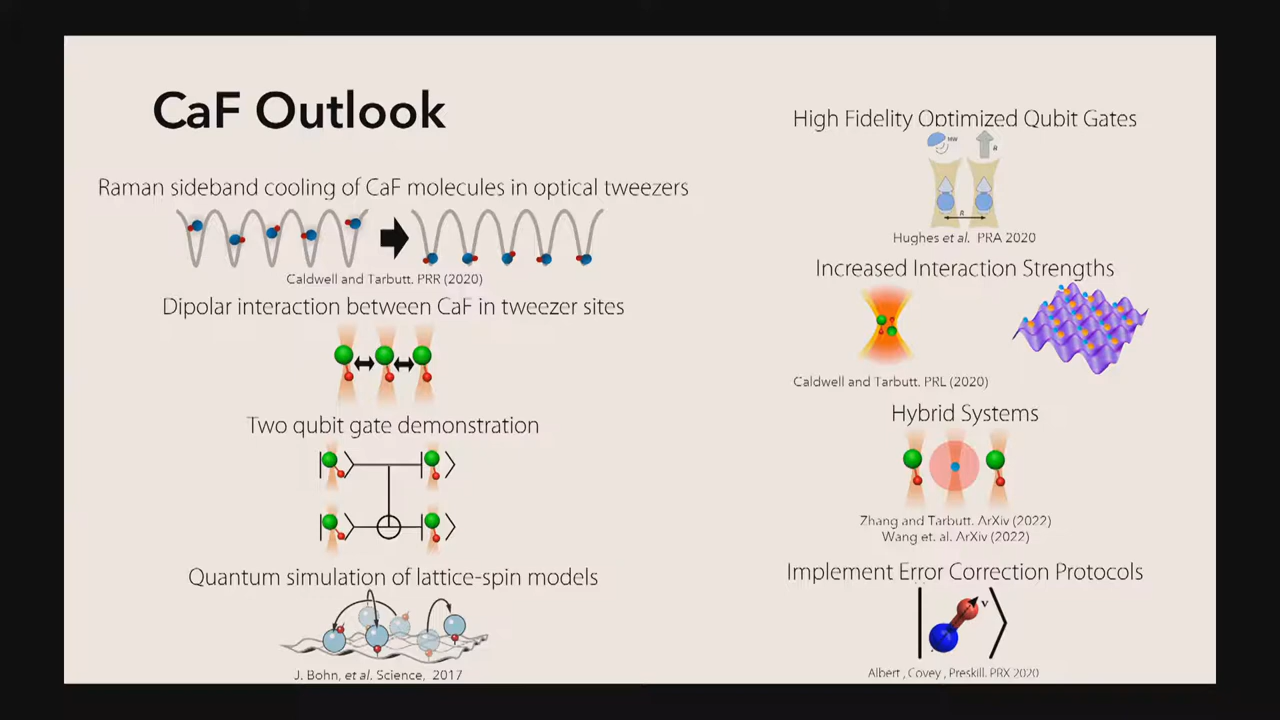 CaF Outlook
Raman sideband cooling of CaF molecules in optical tweezers
Caldwell and Tarbutt. PRR (2020)
Dipolar interaction between CaF in tweezer sites
Two qubit gate demonstration
Quantum simulation of lattice-spin models
J. Bohn, et al. Science, 2017
High Fidelity Optimized Qubit Gates
MW
R
R
Hughes et al. PRA 2020
Increased Interaction Strengths
Caldwell and Tarbutt. PRL (2020)
Hybrid Systems
Zhang and Tarbutt. ArXiv (2022)
Wang et. al. ArXiv (2022)
Implement Error Correction Protocols
v
Albert , Covey , Preskill. PRX 2020